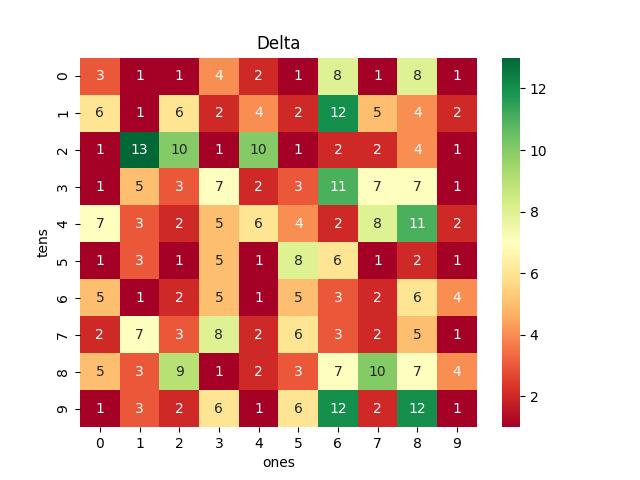 Delta
0 3 1 1 4 2 1 8 1 8 1
1 6 1 6 2 4 2 12 5 4 2
2 1 13 10 1 10 1 2 2 4 1
3 1 5 3 7 2 3 11 7 7 1
4 7 3 2 5 6 4 2 8 11 2
5 1 3 1 5 1 8 6 1 2 1
6 5 1 2 5 1 5 3 2 6 4
7 2 7 3 8 2 6 3 2 5 1
8 5 3 9 1 2 3 7 10 7 4
9 1 3 2 6 1 6 12 2 12 1
0 1 2 3 4 5 6 7 8 9
ones
tens
12
10
8
6
4
2